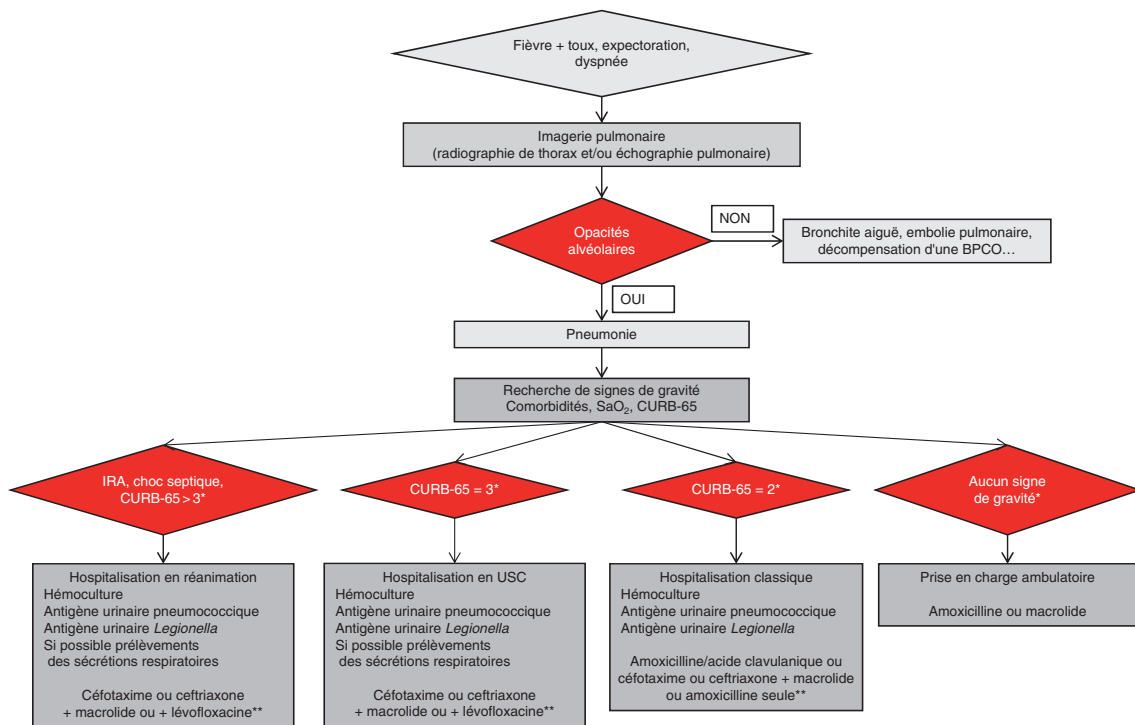 Fièvre + toux, expectoration,
dyspnée
Imagerie pulmonaire
(radiographie de thorax et/ou échographie pulmonaire)
Opacités
alvéolaires
NON
Bronchite aiguë, embolie pulmonaire,
décompensation d'une BPCO…
OUI
Pneumonie
Recherche de signes de gravité
Comorbidités, SaO₂, CURB-65
IRA, choc septique,
CURB-65 > 3*
CURB-65 = 3*
CURB-65 = 2*
Aucun signe
de gravité*
Hospitalisation en réanimation
Hémoculture
Antigène urinaire pneumococcique
Antigène urinaire Legionella
Si possible prélèvements
des sécrétions respiratoires
Céfotaxime ou ceftriaxone
+ macrolide ou + lévofloxacine**
Hospitalisation en USC
Hémoculture
Antigène urinaire pneumococcique
Antigène urinaire Legionella
Si possible prélèvements
des sécrétions respiratoires
Céfotaxime ou ceftriaxone
+ macrolide ou + lévofloxacine**
Hospitalisation classique
Hémoculture
Antigène urinaire pneumococcique
Antigène urinaire Legionella
Amoxicilline/acide clavulanique ou
céfotaxime ou ceftriaxone + macrolide
ou amoxicilline seule**
Prise en charge ambulatoire
Amoxicilline ou macrolide